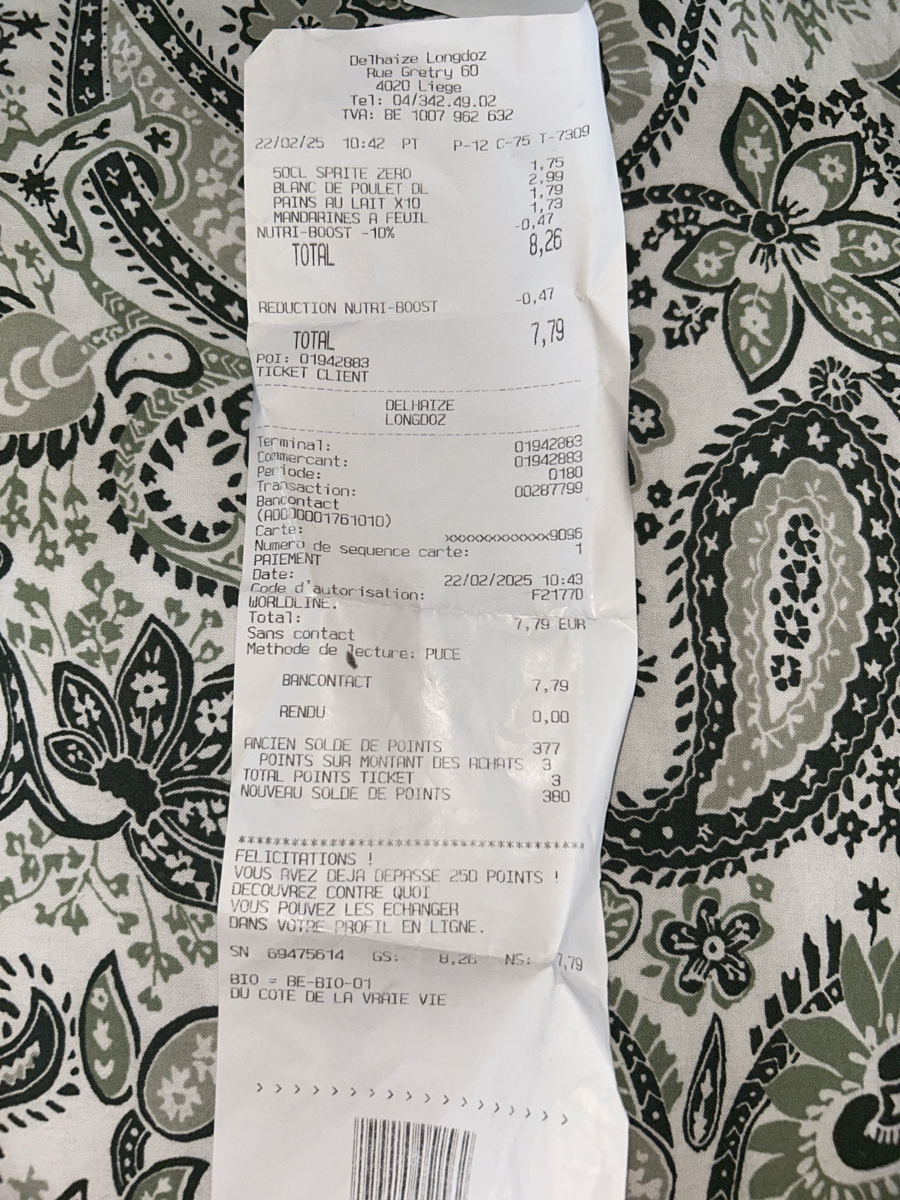 Delhaize Longdoz
Rue Gretry 60
4020 Liege
Tel: 04/342.49.02
TVA: BE 1007 962 632
22/02/25 10:42 PT P-12 C-75 T-7309
50CL SPRITE ZERO 1,75
BLANC DE POULET DL 2,99
PAINS AU LAIT X10 1,79
MANDARINES A FEUIL 1,73
NUTRI-BOOST -10% -0,47
TOTAL 8,26
REDUCTION NUTRI-BOOST -0,47
TOTAL 7,79
POI: 01942883
TICKET CLIENT
DELHAIZE
LONGDOZ
Terminal: 01942883
Commercant: 01942883
Periode: 0180
Transaction: 00287799
Bancontact
(A0000001761010)
Carte: xxxxxxxxxxxxx9096
Numero de sequence carte: 1
PAIEMENT
Date: 22/02/2025 10:43
Code d'autorisation: F21770
WORLDLINE.
Total: 7,79 EUR
Sans contact
Methode de lecture: PUCE
BANCONTACT 7,79
RENDU 0,00
ANCIEN SOLDE DE POINTS 377
POINTS SUR MONTANT DES ACHATS 3
TOTAL POINTS TICKET 3
NOUVEAU SOLDE DE POINTS 380
******************************************
FELICITATIONS !
VOUS AVEZ DEJA DEPASSE 250 POINTS !
DECOUVREZ CONTRE QUOI
VOUS POUVEZ LES ECHANGER
DANS VOTRE PROFIL EN LIGNE.
SN 69475614 GS: 8,26 NS: 7,79
BIO = BE-BIO-01
DU COTE DE LA VRAIE VIE
> > > > > > > > > > > > > > > >